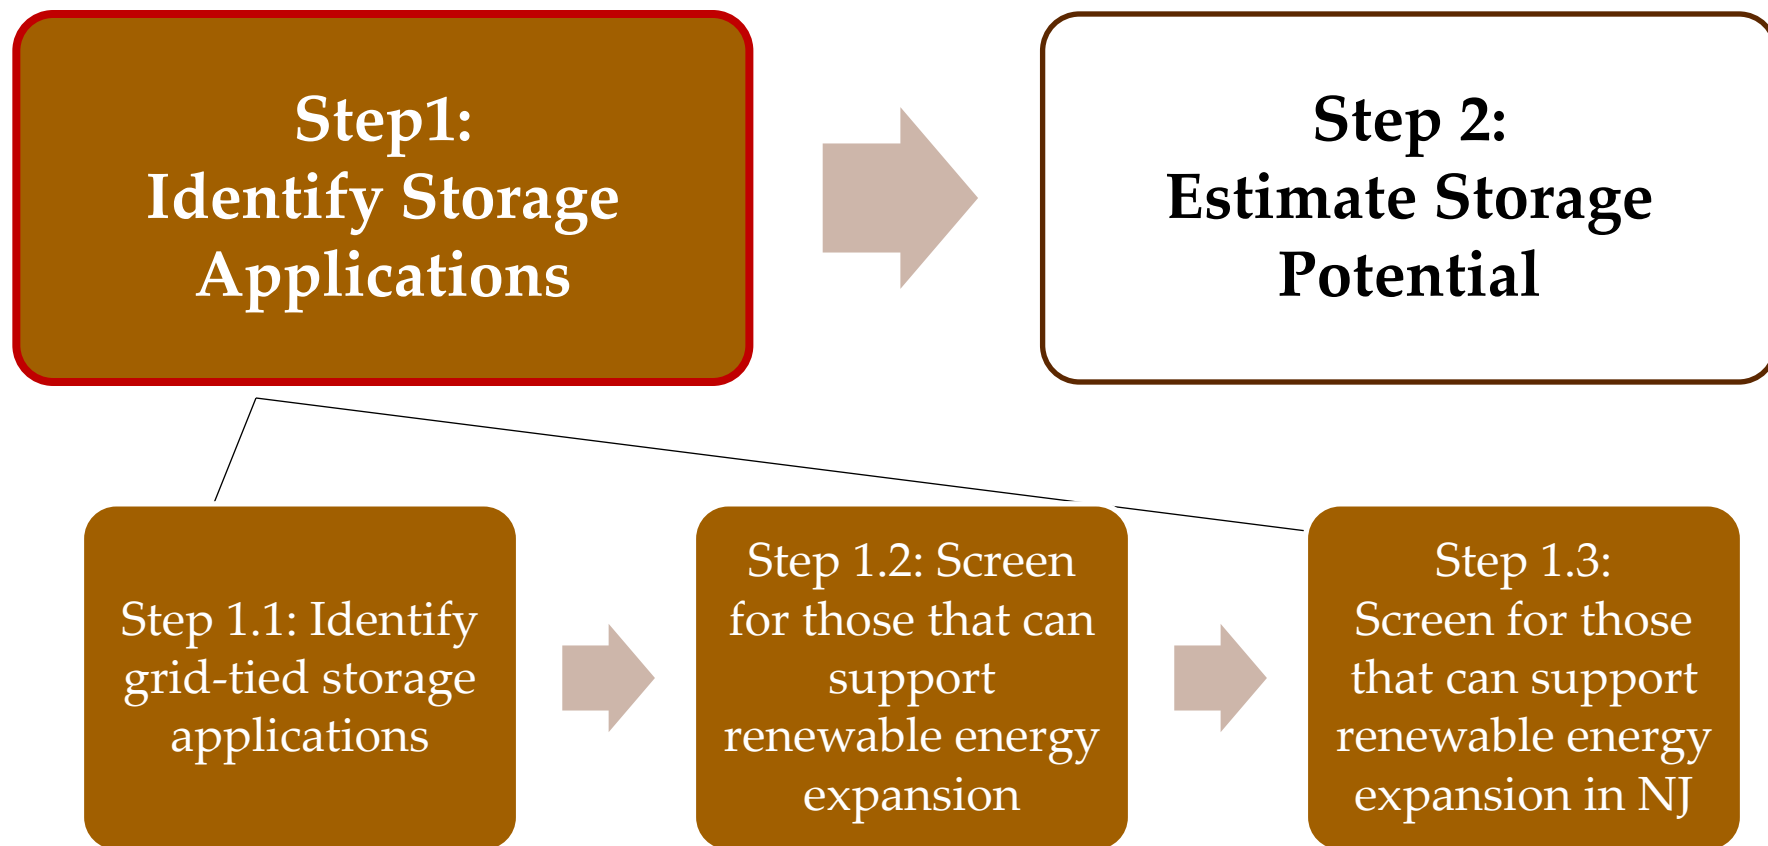 Step1:
Identify Storage
Applications
Step 2:
Estimate Storage
Potential
Step 1.1: Identify
grid-tied storage
applications
Step 1.2: Screen
for those that can
support
renewable energy
expansion
Step 1.3:
Screen for those
that can support
renewable energy
expansion in NJ